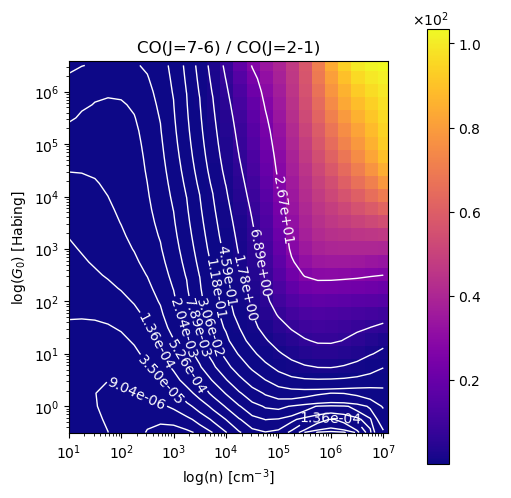 ×10²
CO(J=7-6) / CO(J=2-1)
1.0
0.8
0.6
0.4
0.2
10⁶
10⁵
10⁴
10³
10²
10¹
10⁰
log(G₀) [Habing]
2.67e+01
6.89e+00
1.78e+00
4.59e-01
1.18e-01
3.06e-02
7.89e-03
2.04e-03
5.26e-04
1.36e-04
3.50e-05
9.04e-06
1.36e-04
10¹ 10² 10³ 10⁴ 10⁵ 10⁶ 10⁷
log(n) [cm⁻³]